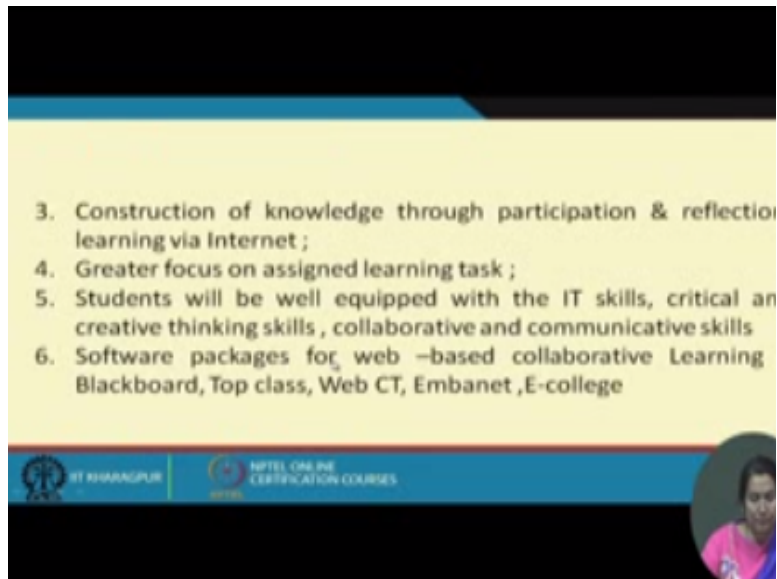 3. Construction of knowledge through participation & reflection
learning via Internet ;
4. Greater focus on assigned learning task ;
5. Students will be well equipped with the IT skills, critical an
creative thinking skills , collaborative and communicative skills
6. Software packages for web –based collaborative Learning
Blackboard, Top class, Web CT, Embanet ,E-college
IIT KHARAGPUR
NPTEL ONLINE
CERTIFICATION COURSES
NPTEL